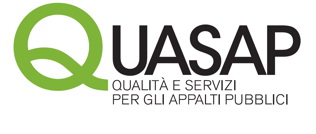 QUASAP
QUALITÀ E SERVIZI
PER GLI APPALTI PUBBLICI